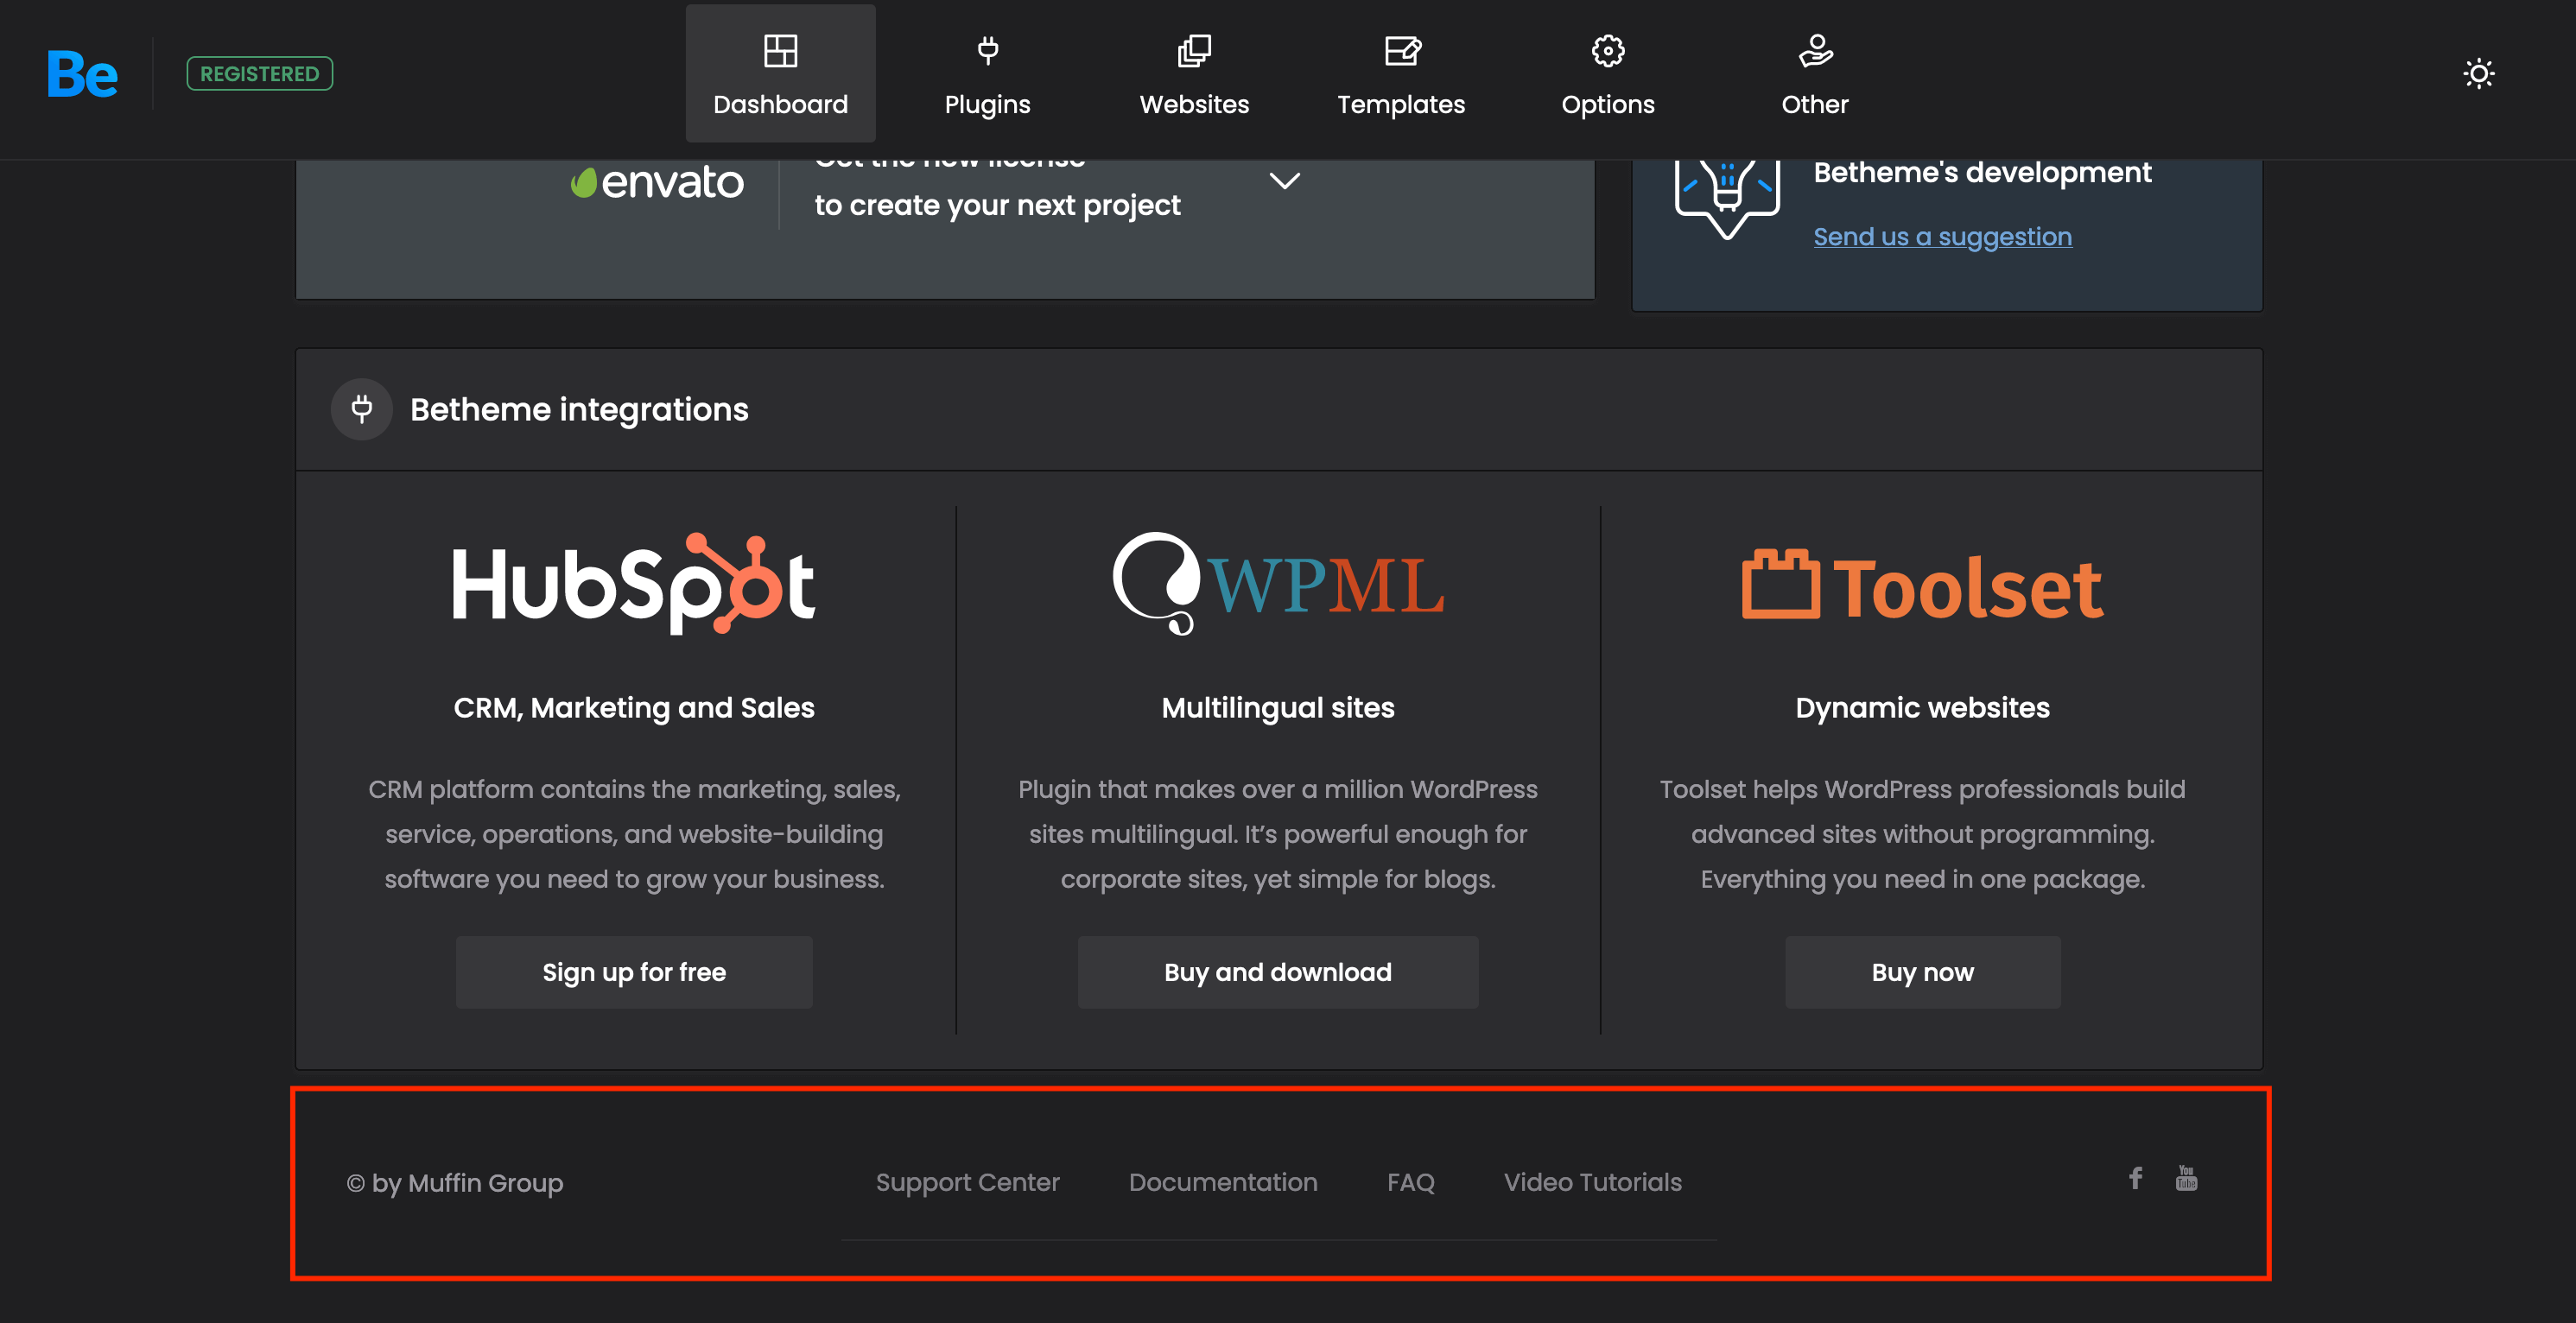 Be
REGISTERED
Dashboard
Plugins
Websites
Templates
Options
Other
envato
Get the new license
to create your next project
Betheme's development
Send us a suggestion
Betheme integrations
HubSpot
CRM, Marketing and Sales
CRM platform contains the marketing, sales,
service, operations, and website-building
software you need to grow your business.
Sign up for free
WPML
Multilingual sites
Plugin that makes over a million WordPress
sites multilingual. It’s powerful enough for
corporate sites, yet simple for blogs.
Buy and download
Toolset
Dynamic websites
Toolset helps WordPress professionals build
advanced sites without programming.
Everything you need in one package.
Buy now
© by Muffin Group
Support Center
Documentation
FAQ
Video Tutorials
f
You
Tube